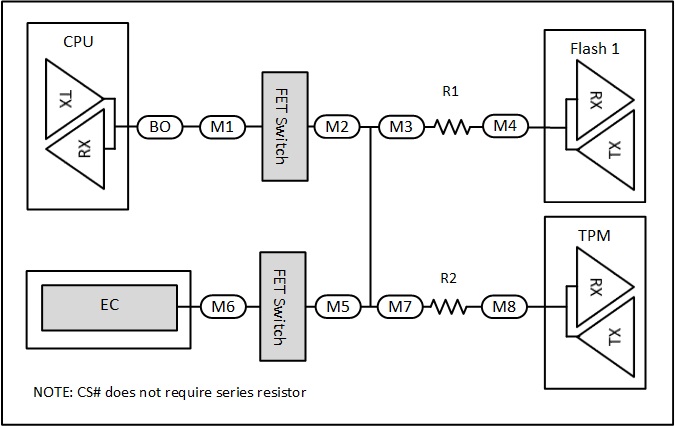 CPU
TX
RX
BO
M1
FET Switch
M2
M3
R1
M4
Flash 1
RX
TX
EC
M6
FET Switch
M5
M7
R2
M8
TPM
RX
TX
NOTE: CS# does not require series resistor